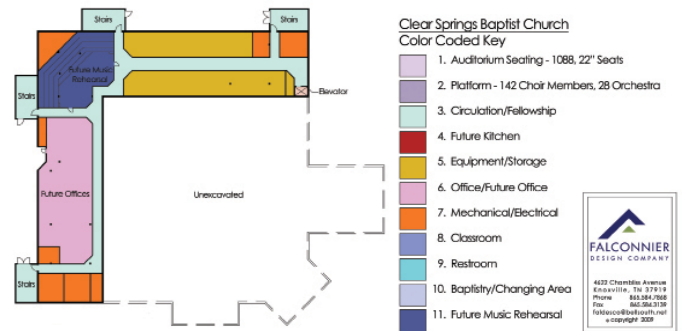 Stairs
Stairs
Clear Springs Baptist Church
Color Coded Key
1. Auditorium Seating - 1088, 22" Seats
Future Music
Rehearsal
2. Platform - 142 Choir Members, 28 Orchestra
Stairs
Elevator
3. Circulation/Fellowship
4. Future Kitchen
5. Equipment/Storage
Future Offices
Unexcavated
6. Office/Future Office
7. Mechanical/Electrical
8. Classroom
9. Restroom
Stairs
10. Baptistry/Changing Area
11. Future Music Rehearsal
FALCONNIER
DESIGN COMPANY
4622 Chambliss Avenue
Knoxville, TN 37919
Phone 865.584.7868
Fax 865.584.3139
faldesco@bellsouth.net
© copyright 2009